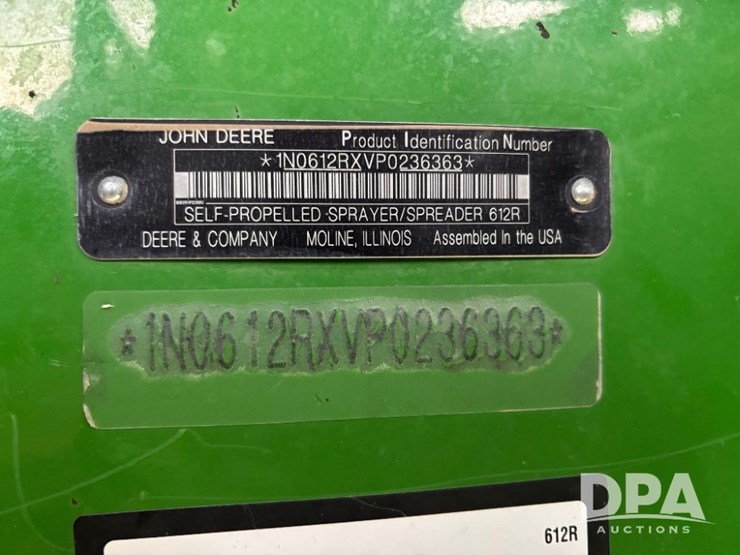 JOHN DEERE Product Identification Number
*1N0612RXVP0236363*
SELF-PROPELLED SPRAYER/SPREADER 612R
DEERE & COMPANY MOLINE, ILLINOIS Assembled In the USA
*1N0612RXVP0236363*
612R
DPA
AUCTIONS